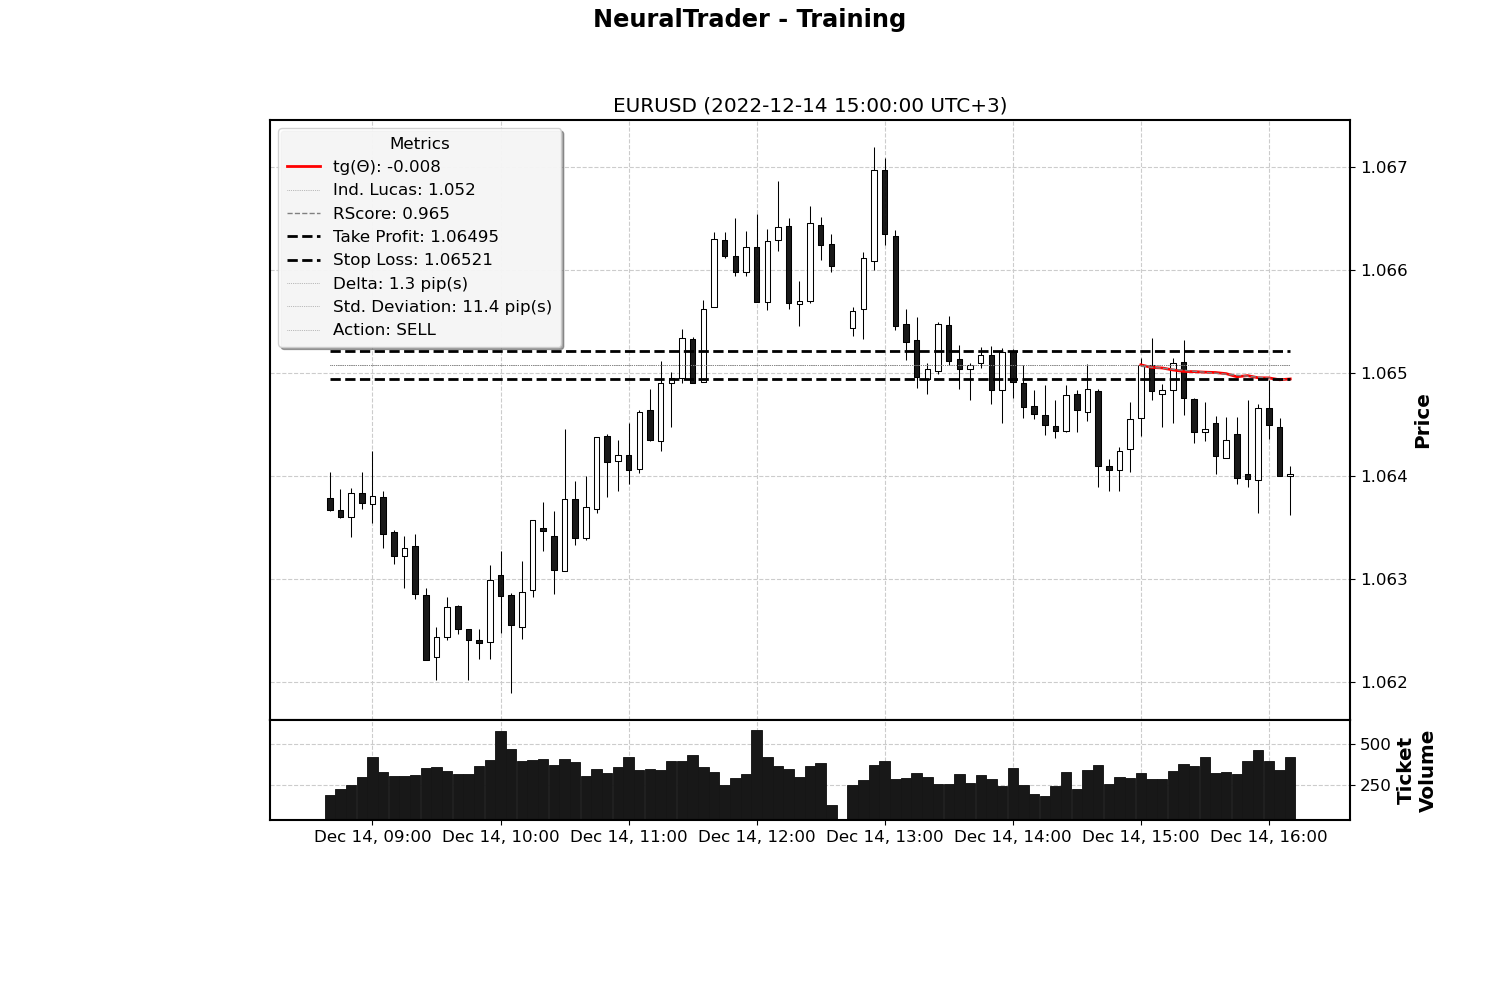 NeuralTrader - Training
EURUSD (2022-12-14 15:00:00 UTC+3)
Metrics
tg(Θ): -0.008
Ind. Lucas: 1.052
RScore: 0.965
Take Profit: 1.06495
Stop Loss: 1.06521
Delta: 1.3 pip(s)
Std. Deviation: 11.4 pip(s)
Action: SELL
1.067
1.066
1.065
1.064
1.063
1.062
Price
500
250
Ticket
Volume
Dec 14, 09:00 Dec 14, 10:00 Dec 14, 11:00 Dec 14, 12:00 Dec 14, 13:00 Dec 14, 14:00 Dec 14, 15:00 Dec 14, 16:00